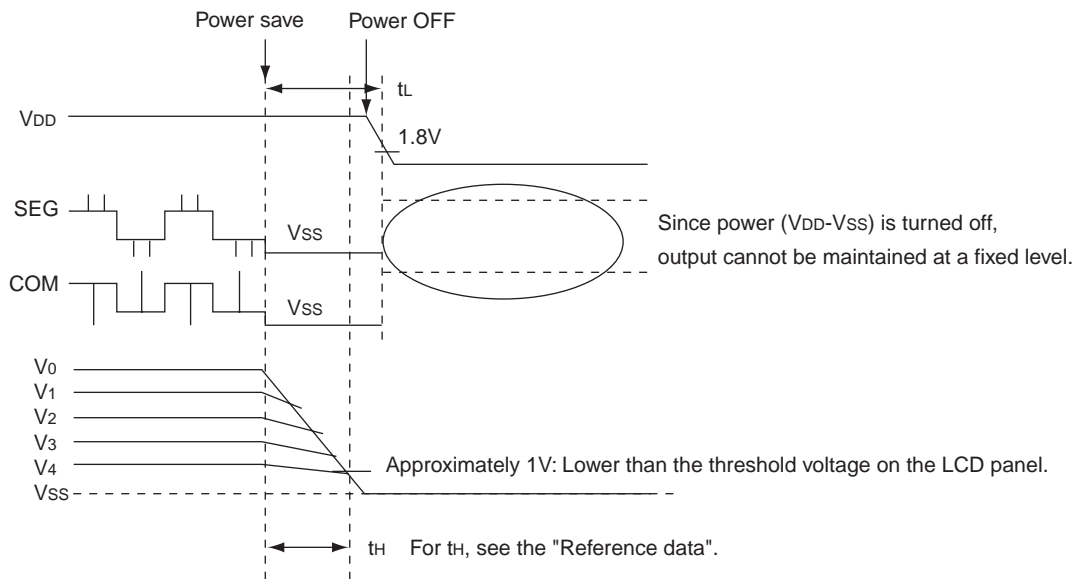 Power save
Power OFF
tL
VDD
1.8V
SEG
VSS
Since power (VDD-VSS) is turned off,
output cannot be maintained at a fixed level.
COM
VSS
V0
V1
V2
V3
V4
Approximately 1V: Lower than the threshold voltage on the LCD panel.
VSS
tH For tH, see the "Reference data".